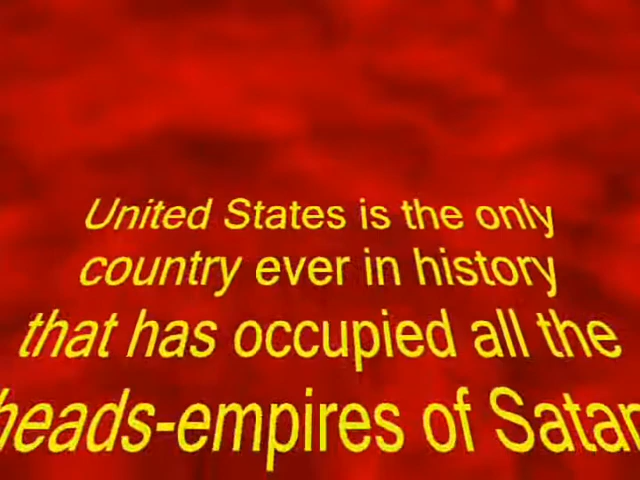 United States is the only
country ever in history
that has occupied all the
heads-empires of Satan